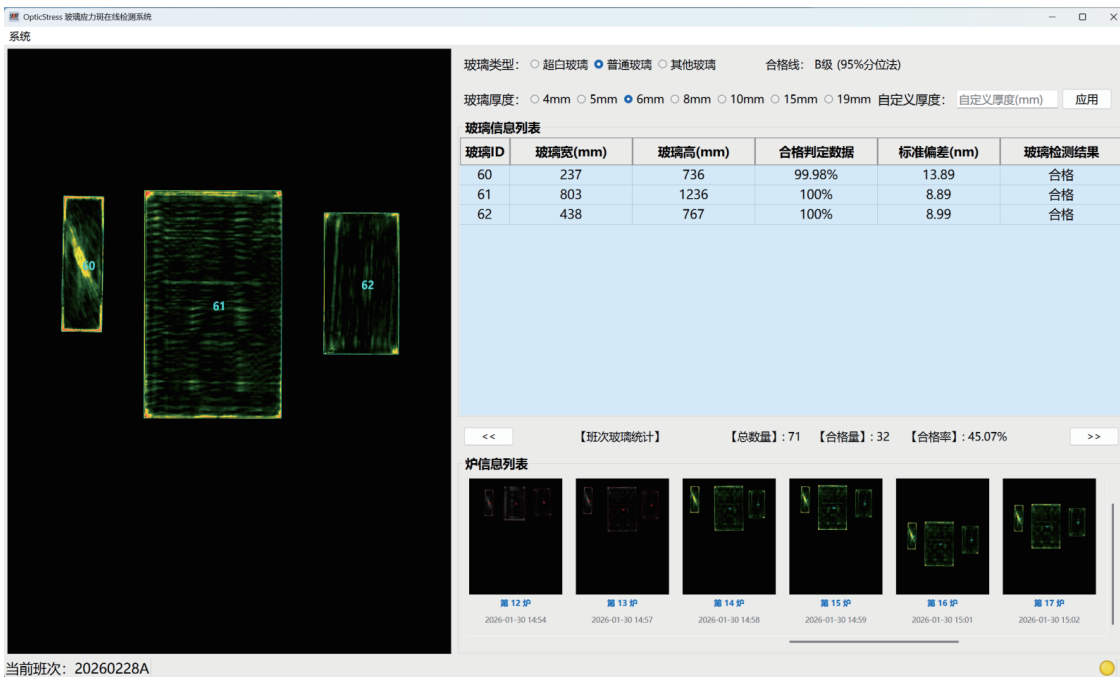 OpticStress 玻璃应力斑在线检测系统
系统
玻璃类型: 超白玻璃 普通玻璃 其他玻璃 合格线: B级 (95%分位法)
玻璃厚度: 4mm 5mm 6mm 8mm 10mm 15mm 19mm 自定义厚度: 自定义厚度(mm) 应用
玻璃信息列表
玻璃ID 玻璃宽(mm) 玻璃高(mm) 合格判定数据 标准偏差(nm) 玻璃检测结果
60 237 736 99.98% 13.89 合格
61 803 1236 100% 8.89 合格
62 438 767 100% 8.99 合格
60
61
62
<< 【班次玻璃统计】 【总数量】: 71 【合格量】: 32 【合格率】: 45.07% >>
炉信息列表
第 12 炉 第 13 炉 第 14 炉 第 15 炉 第 16 炉 第 17 炉
2026-01-30 14:54 2026-01-30 14:57 2026-01-30 14:58 2026-01-30 14:59 2026-01-30 15:01 2026-01-30 15:02
当前班次: 20260228A